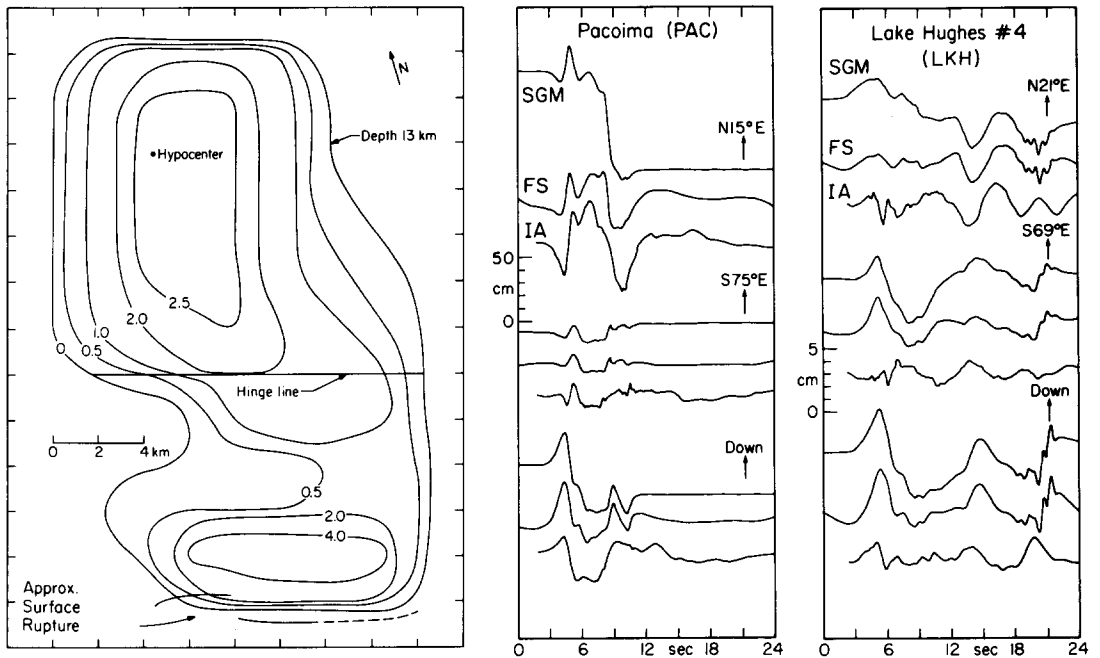 N
Depth 13 km
Hypocenter
2.5
2.0
1.0
0.5
0
Hinge line
0 2 4 km
0.5
2.0
4.0
Approx.
Surface
Rupture
Pacoima (PAC)
SGM
N15°E
FS
IA
50
cm
0
S75°E
Down
0 6 12 sec 18 24
Lake Hughes #4
(LKH)
SGM
N21°E
FS
IA
S69°E
5
cm
0
Down
0 6 12 sec 18 24